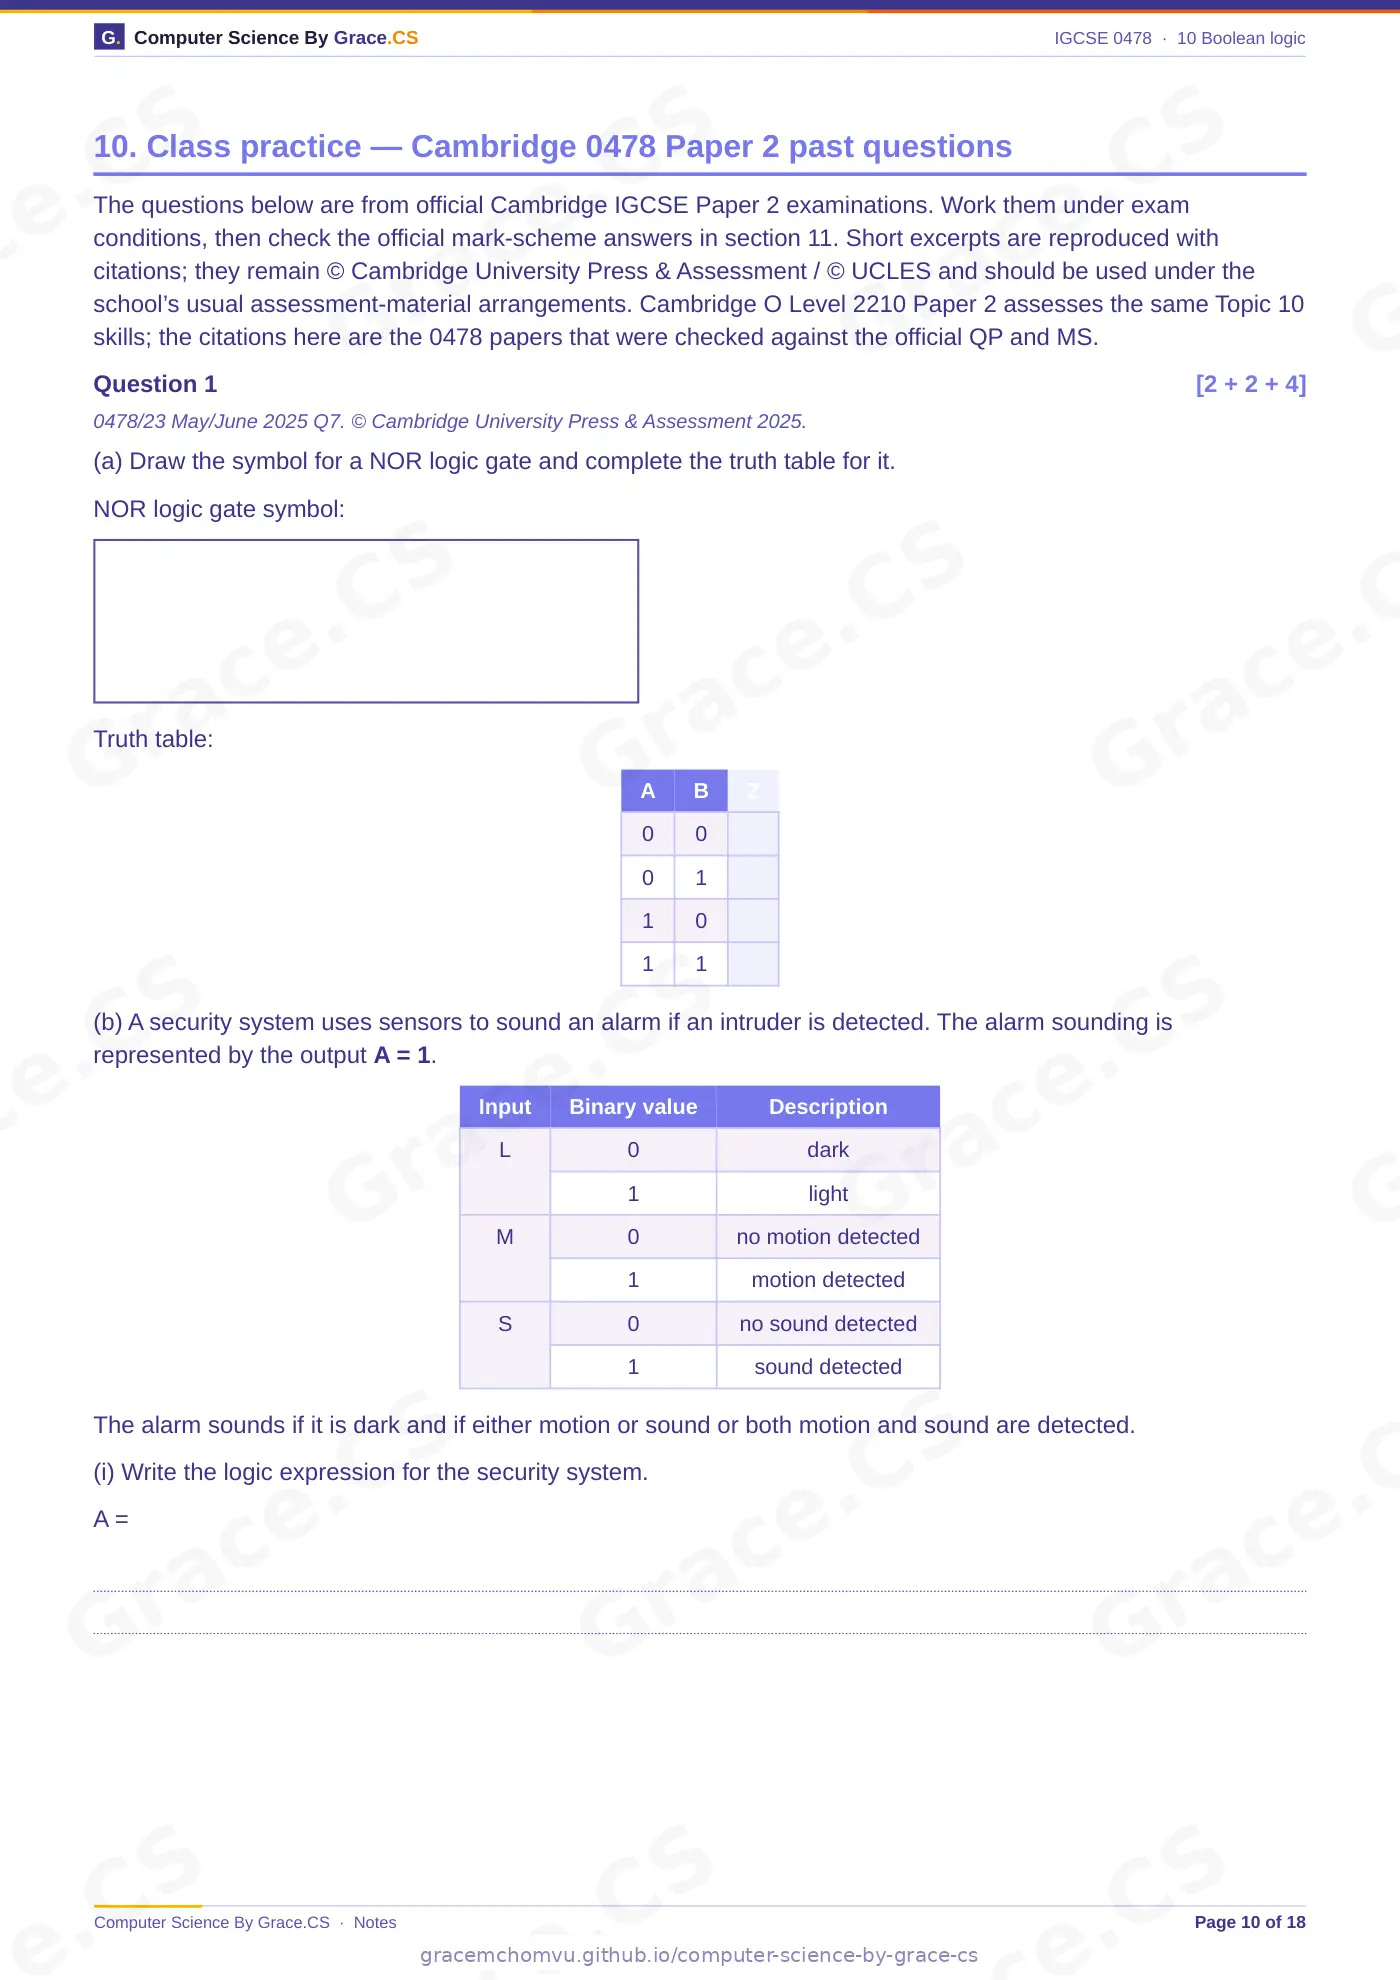 G. Computer Science By Grace.CS
IGCSE 0478 · 10 Boolean logic
10. Class practice — Cambridge 0478 Paper 2 past questions
The questions below are from official Cambridge IGCSE Paper 2 examinations. Work them under exam
conditions, then check the official mark-scheme answers in section 11. Short excerpts are reproduced with
citations; they remain © Cambridge University Press & Assessment / © UCLES and should be used under the
school’s usual assessment-material arrangements. Cambridge O Level 2210 Paper 2 assesses the same Topic 10
skills; the citations here are the 0478 papers that were checked against the official QP and MS.
Question 1 [2 + 2 + 4]
0478/23 May/June 2025 Q7. © Cambridge University Press & Assessment 2025.
(a) Draw the symbol for a NOR logic gate and complete the truth table for it.
NOR logic gate symbol:
Truth table:
A B Z
0 0
0 1
1 0
1 1
(b) A security system uses sensors to sound an alarm if an intruder is detected. The alarm sounding is
represented by the output A = 1.
Input Binary value Description
L 0 dark
1 light
M 0 no motion detected
1 motion detected
S 0 no sound detected
1 sound detected
The alarm sounds if it is dark and if either motion or sound or both motion and sound are detected.
(i) Write the logic expression for the security system.
A =
Computer Science By Grace.CS · Notes
Page 10 of 18
gracemchomvu.github.io/computer-science-by-grace-cs